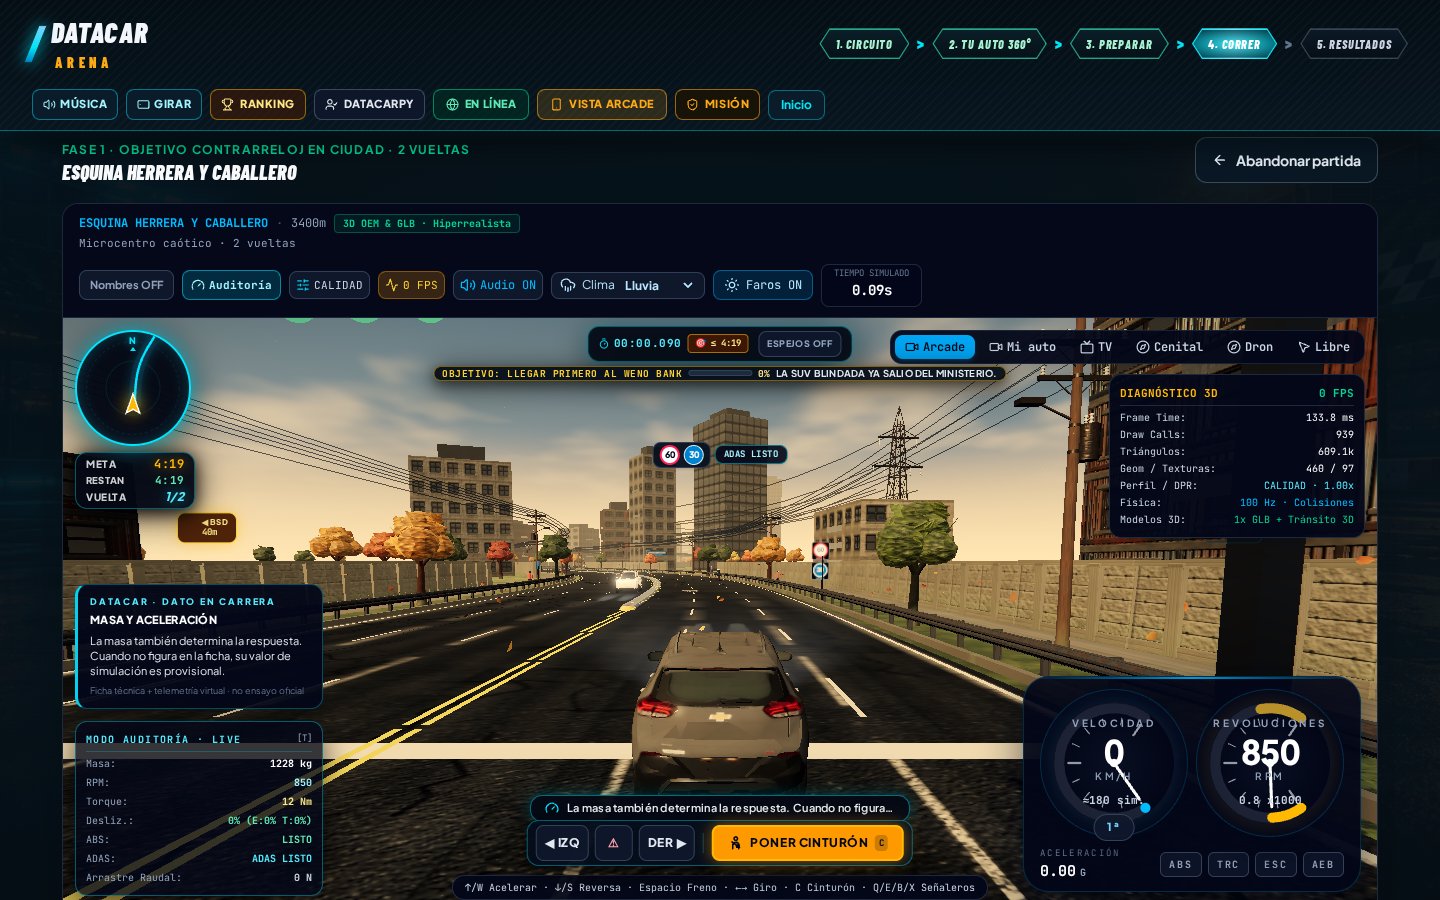 DATACAR
ARENA
1. CIRCUITO > 2. TU AUTO 360° > 3. PREPARAR > 4. CORRER > 5. RESULTADOS
MÚSICA GIRAR RANKING DATACARPY EN LÍNEA VISTA ARCADE MISIÓN Inicio
FASE 1 · OBJETIVO CONTRARRELOJ EN CIUDAD · 2 VUELTAS
ESQUINA HERRERA Y CABALLERO
← Abandonar partida
ESQUINA HERRERA Y CABALLERO · 3400m 3D OEM & GLB · Hiperrealista
Microcentro caótico · 2 vueltas
Nombres OFF Auditoría CALIDAD 0 FPS Audio ON Clima Lluvia Faros ON
TIEMPO SIMULADO
0.09s
N
00:00.090 🎯 ≤ 4:19 ESPEJOS OFF
Arcade Mi auto TV Cenital Dron Libre
OBJETIVO: LLEGAR PRIMERO AL WENO BANK 0% LA SUV BLINDADA YA SALIO DEL MINISTERIO.
60 30 ADAS LISTO
META 4:19
RESTAN 4:19
VUELTA 1/2
◀ BSD
40m
DIAGNÓSTICO 3D 0 FPS
Frame Time: 133.8 ms
Draw Calls: 939
Triángulos: 609.1k
Geom / Texturas: 460 / 97
Perfil / DPR: CALIDAD · 1.00x
Física: 100 Hz · Colisiones
Modelos 3D: 1x GLB + Tránsito 3D
DATACAR · DATO EN CARRERA
MASA Y ACELERACIÓN
La masa también determina la respuesta.
Cuando no figura en la ficha, su valor de
simulación es provisional.
Ficha técnica + telemetría virtual · no ensayo oficial
MODO AUDITORÍA · LIVE [T]
Masa: 1228 kg
RPM: 850
Torque: 12 Nm
Desliz.: 0% (E:0% T:0%)
ABS: LISTO
ADAS: ADAS LISTO
Arrastre Raudal: 0 N
La masa también determina la respuesta. Cuando no figura…
◀ IZQ ⚠ DER ▶ PONER CINTURÓN C
↑/W Acelerar · ↓/S Reversa · Espacio Freno · ←→ Giro · C Cinturón · Q/E/B/X Señaleros
VELOCIDAD
0
KM/H
≈180 sim.
1ª
REVOLUCIONES
850
RPM
0.8 x1000
ACELERACIÓN
0.00 G
ABS TRC ESC AEB